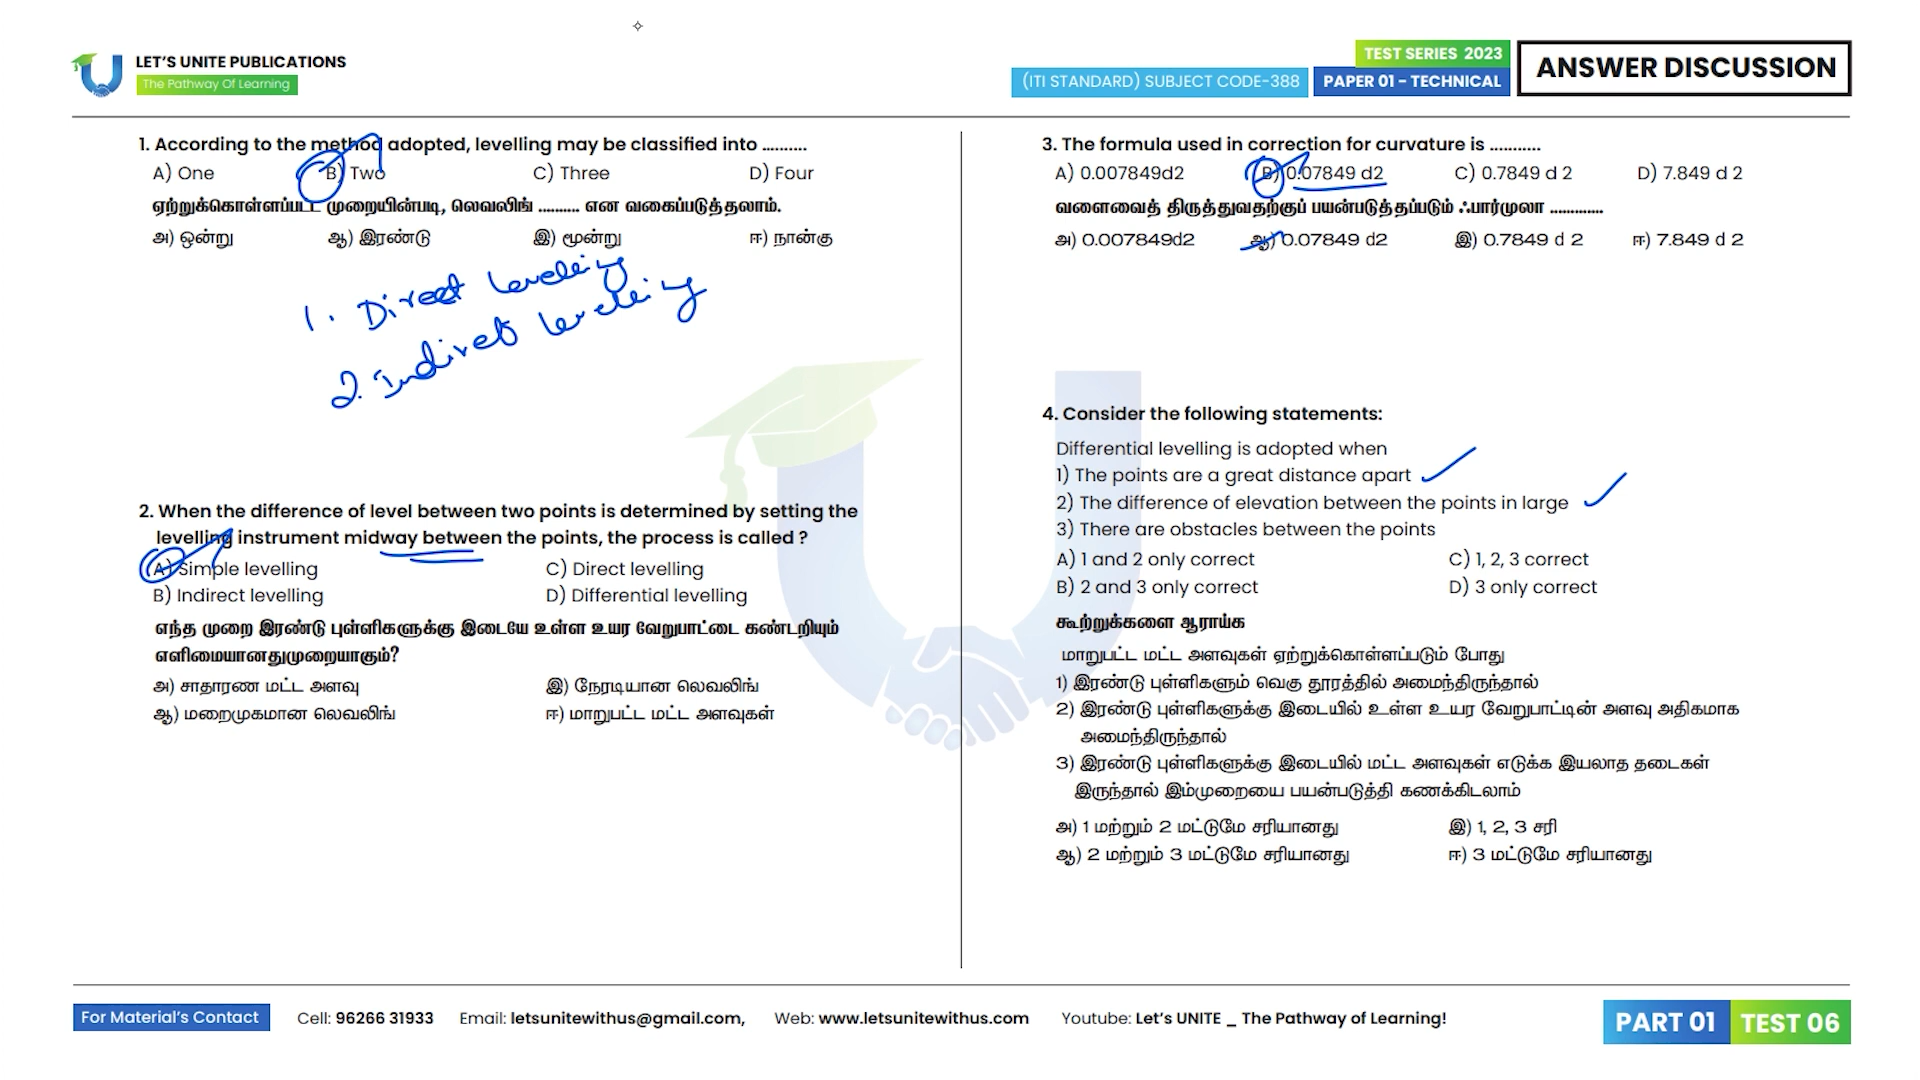 LET'S UNITE PUBLICATIONS
The Pathway Of Learning
TEST SERIES 2023
(ITI STANDARD) SUBJECT CODE-388
PAPER 01 - TECHNICAL
ANSWER DISCUSSION
1. According to the method adopted, levelling may be classified into ..........
A) One B) Two C) Three D) Four
ஏற்றுக்கொள்ளப்பட்ட முறையின்படி, லெவலிங் .......... என வகைப்படுத்தலாம்.
அ) ஒன்று ஆ) இரண்டு இ) மூன்று ஈ) நான்கு
1. Direct leveling
2. Indirect leveling
2. When the difference of level between two points is determined by setting the
levelling instrument midway between the points, the process is called ?
A) Simple levelling C) Direct levelling
B) Indirect levelling D) Differential levelling
எந்த முறை இரண்டு புள்ளிகளுக்கு இடையே உள்ள உயர வேறுபாட்டை கண்டறியும்
எளிமையானதுமுறையாகும்?
அ) சாதாரண மட்ட அளவு இ) நேரடியான லெவலிங்
ஆ) மறைமுகமான லெவலிங் ஈ) மாறுபட்ட மட்ட அளவுகள்
3. The formula used in correction for curvature is ...........
A) 0.007849d2 B) 0.07849 d2 C) 0.7849 d 2 D) 7.849 d 2
வளைவைத் திருத்துவதற்குப் பயன்படுத்தப்படும் ஃபார்முலா .............
அ) 0.007849d2 ஆ) 0.07849 d2 இ) 0.7849 d 2 ஈ) 7.849 d 2
4. Consider the following statements:
Differential levelling is adopted when
1) The points are a great distance apart
2) The difference of elevation between the points in large
3) There are obstacles between the points
A) 1 and 2 only correct C) 1, 2, 3 correct
B) 2 and 3 only correct D) 3 only correct
கூற்றுக்களை ஆராய்க
மாறுபட்ட மட்ட அளவுகள் ஏற்றுக்கொள்ளப்படும் போது
1) இரண்டு புள்ளிகளும் வெகு தூரத்தில் அமைந்திருந்தால்
2) இரண்டு புள்ளிகளுக்கு இடையில் உள்ள உயர வேறுபாட்டின் அளவு அதிகமாக
அமைந்திருந்தால்
3) இரண்டு புள்ளிகளுக்கு இடையில் மட்ட அளவுகள் எடுக்க இயலாத தடைகள்
இருந்தால் இம்முறையை பயன்படுத்தி கணக்கிடலாம்
அ) 1 மற்றும் 2 மட்டுமே சரியானது இ) 1, 2, 3 சரி
ஆ) 2 மற்றும் 3 மட்டுமே சரியானது ஈ) 3 மட்டுமே சரியானது
For Material's Contact Cell: 96266 31933 Email: letsunitewithus@gmail.com, Web: www.letsunitewithus.com Youtube: Let's UNITE _ The Pathway of Learning!
PART 01 TEST 06